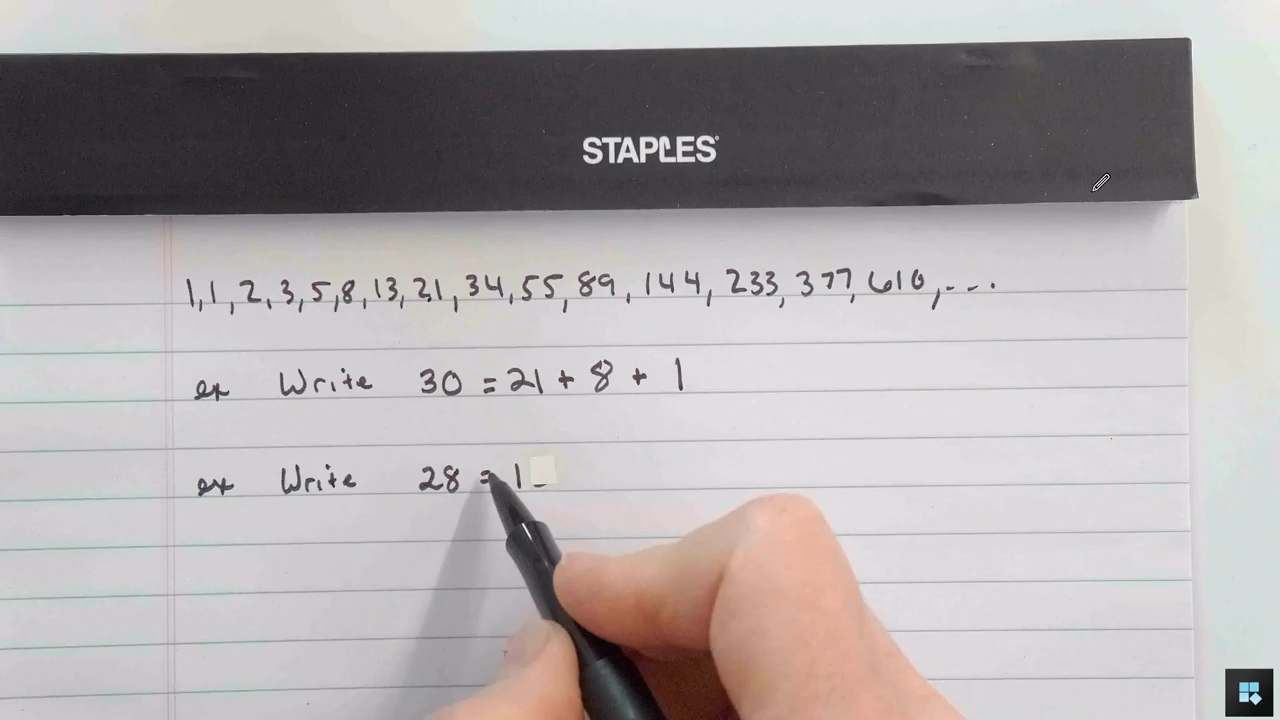 STAPLES
1,1,2,3,5,8,13,21,34,55,89,144,233,377,610,...
ex Write 30 = 21 + 8 + 1
ex Write 28 = 1